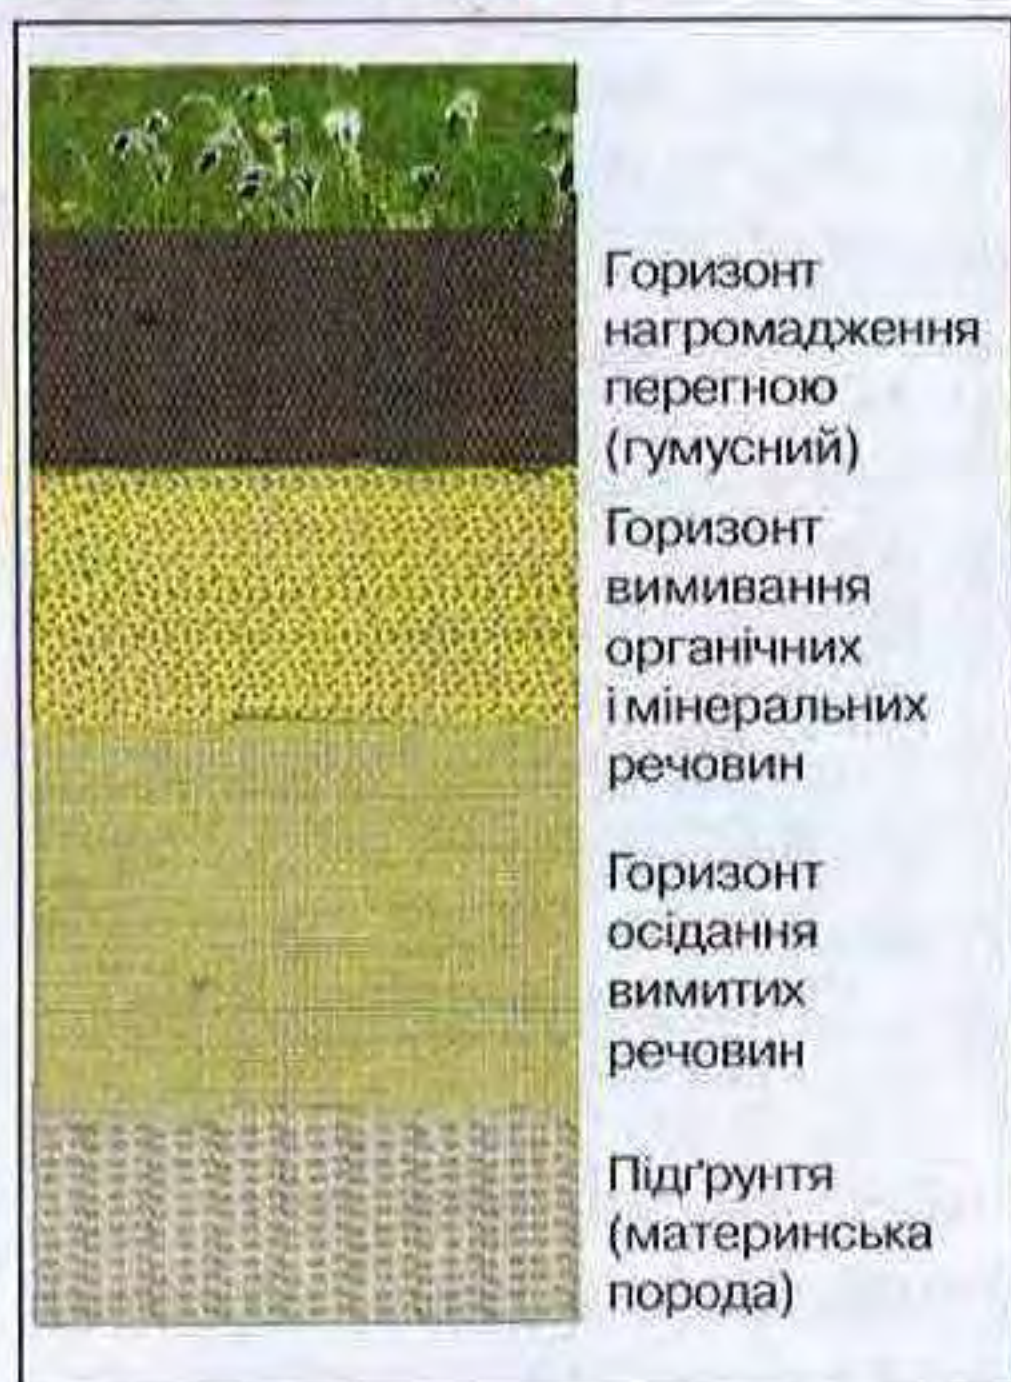 Горизонт
нагромадження
перегною
(гумусний)
Горизонт
вимивання
органічних
і мінеральних
речовин
Горизонт
осідання
вимитих
речовин
Підґрунтя
(материнська
порода)